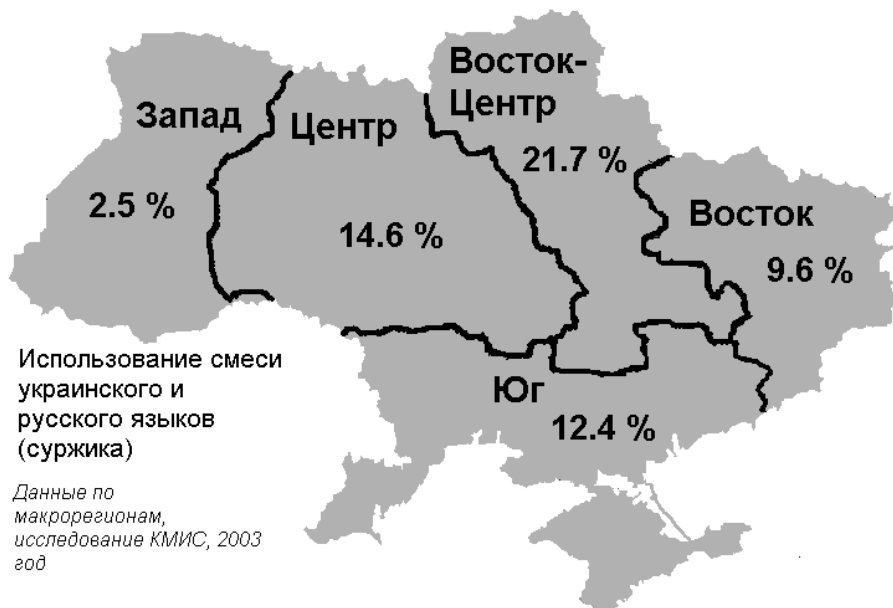 Восток-
Центр
21.7 %
Запад
2.5 %
Центр
14.6 %
Восток
9.6 %
Юг
12.4 %
Использование смеси
украинского и
русского языков
(суржика)
Данные по
макрорегионам,
исследование КМИС, 2003
год